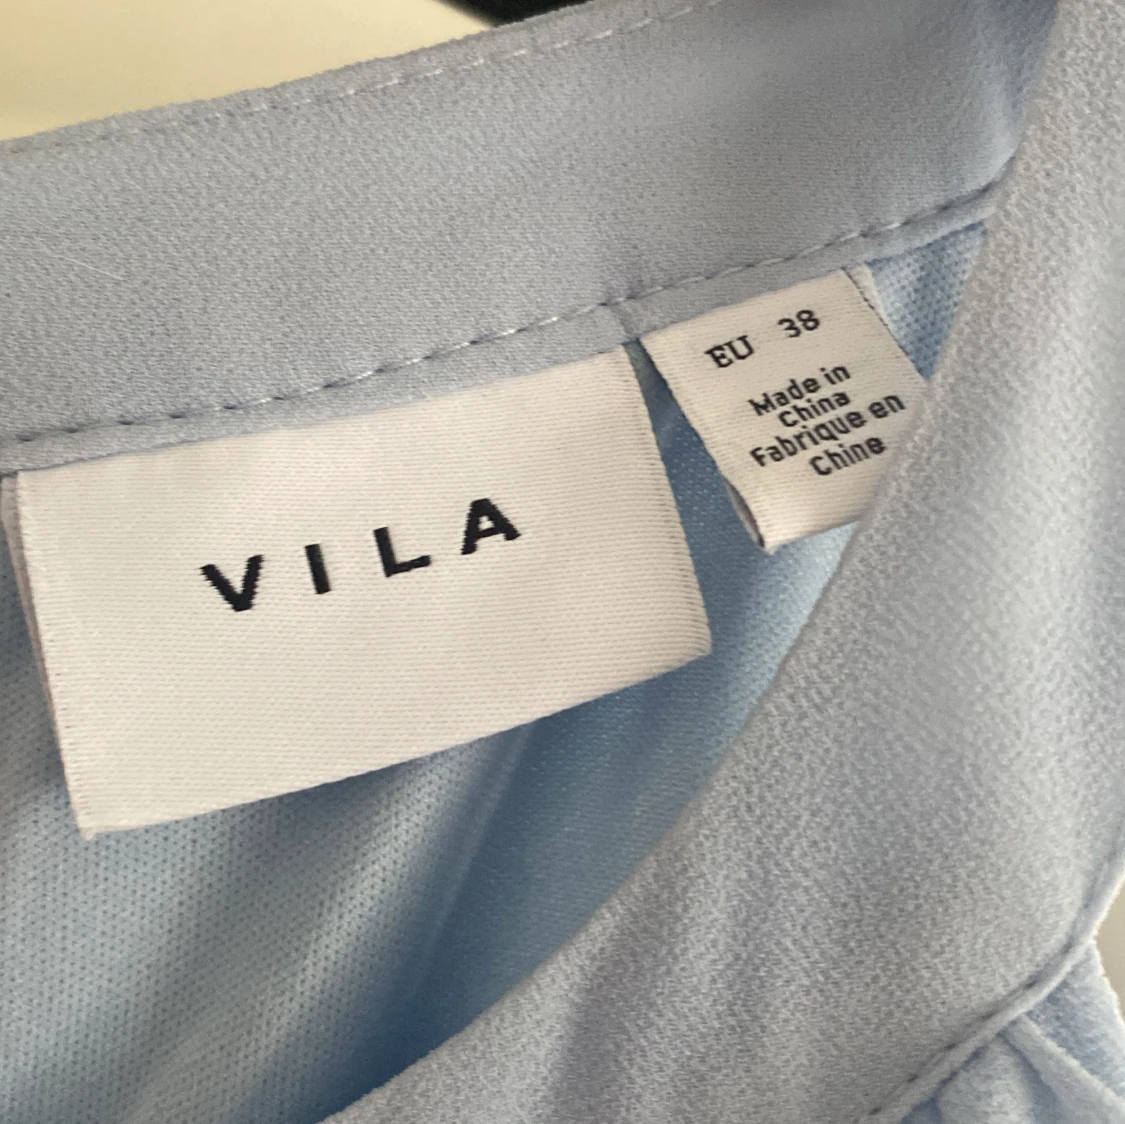 VILA
EU 38
Made in
China
Fabrique en
Chine